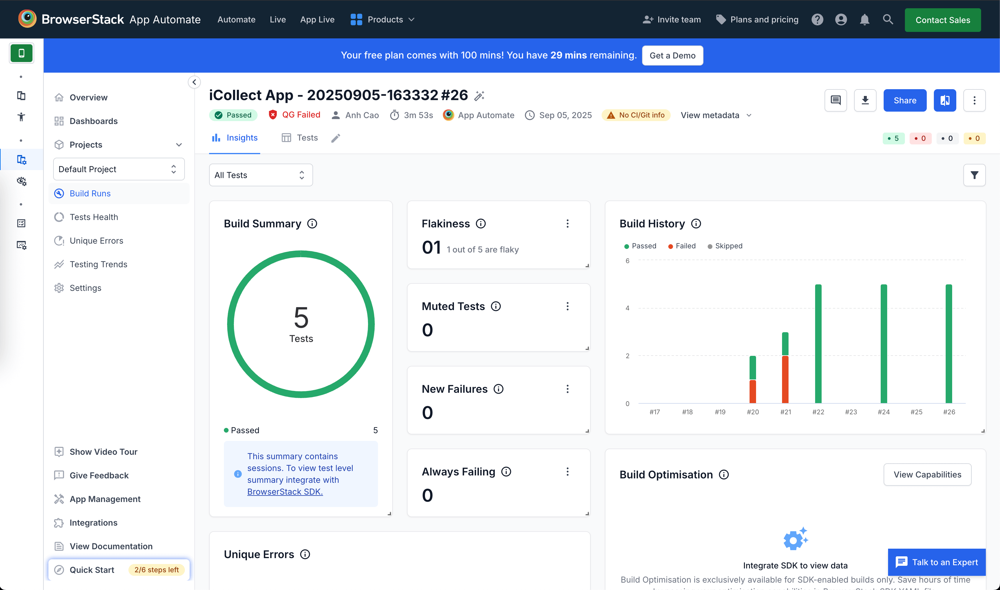 BrowserStack App Automate Automate Live App Live Products Invite team Plans and pricing Contact Sales
Your free plan comes with 100 mins! You have 29 mins remaining. Get a Demo
Overview
Dashboards
Projects
Default Project
Build Runs
Tests Health
Unique Errors
Testing Trends
Settings
Show Video Tour
Give Feedback
App Management
Integrations
View Documentation
Quick Start 2/6 steps left
iCollect App - 20250905-163332 #26
Share
Passed QG Failed Anh Cao 3m 53s App Automate Sep 05, 2025 No CI/Git info View metadata
Insights Tests
5 0 0 0
All Tests
Build Summary
5
Tests
Passed 5
This summary contains
sessions. To view test level
summary integrate with
BrowserStack SDK.
Flakiness
01 1 out of 5 are flaky
Muted Tests
0
New Failures
0
Always Failing
0
Build History
Passed Failed Skipped
6
4
2
0
#17 #18 #19 #20 #21 #22 #23 #24 #25 #26
Build Optimisation View Capabilities
Integrate SDK to view data
Build Optimisation is exclusively available for SDK-enabled builds only. Save hours of time
Talk to an Expert
Unique Errors